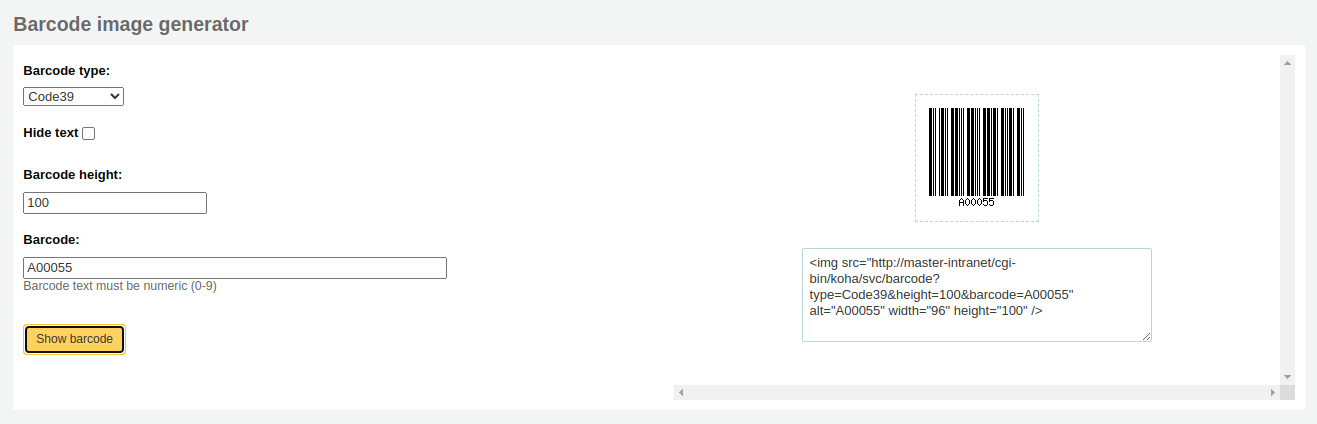 Barcode image generator
Barcode type:
Code39
Hide text
Barcode height:
100
Barcode:
A00055
Barcode text must be numeric (0-9)
Show barcode
A00055
<img src="http://master-intranet/cgi-
bin/koha/svc/barcode?
type=Code39&height=100&barcode=A00055"
alt="A00055" width="96" height="100" />